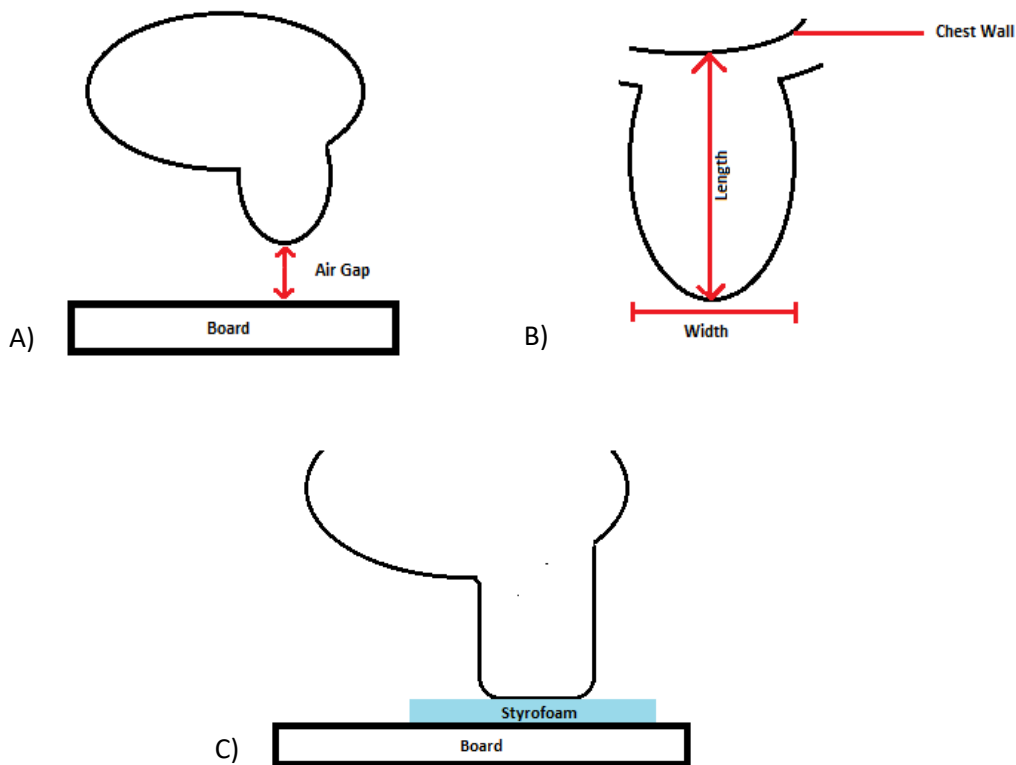 Chest Wall
Length
Air Gap
Board
A)
Width
B)
Styrofoam
Board
C)